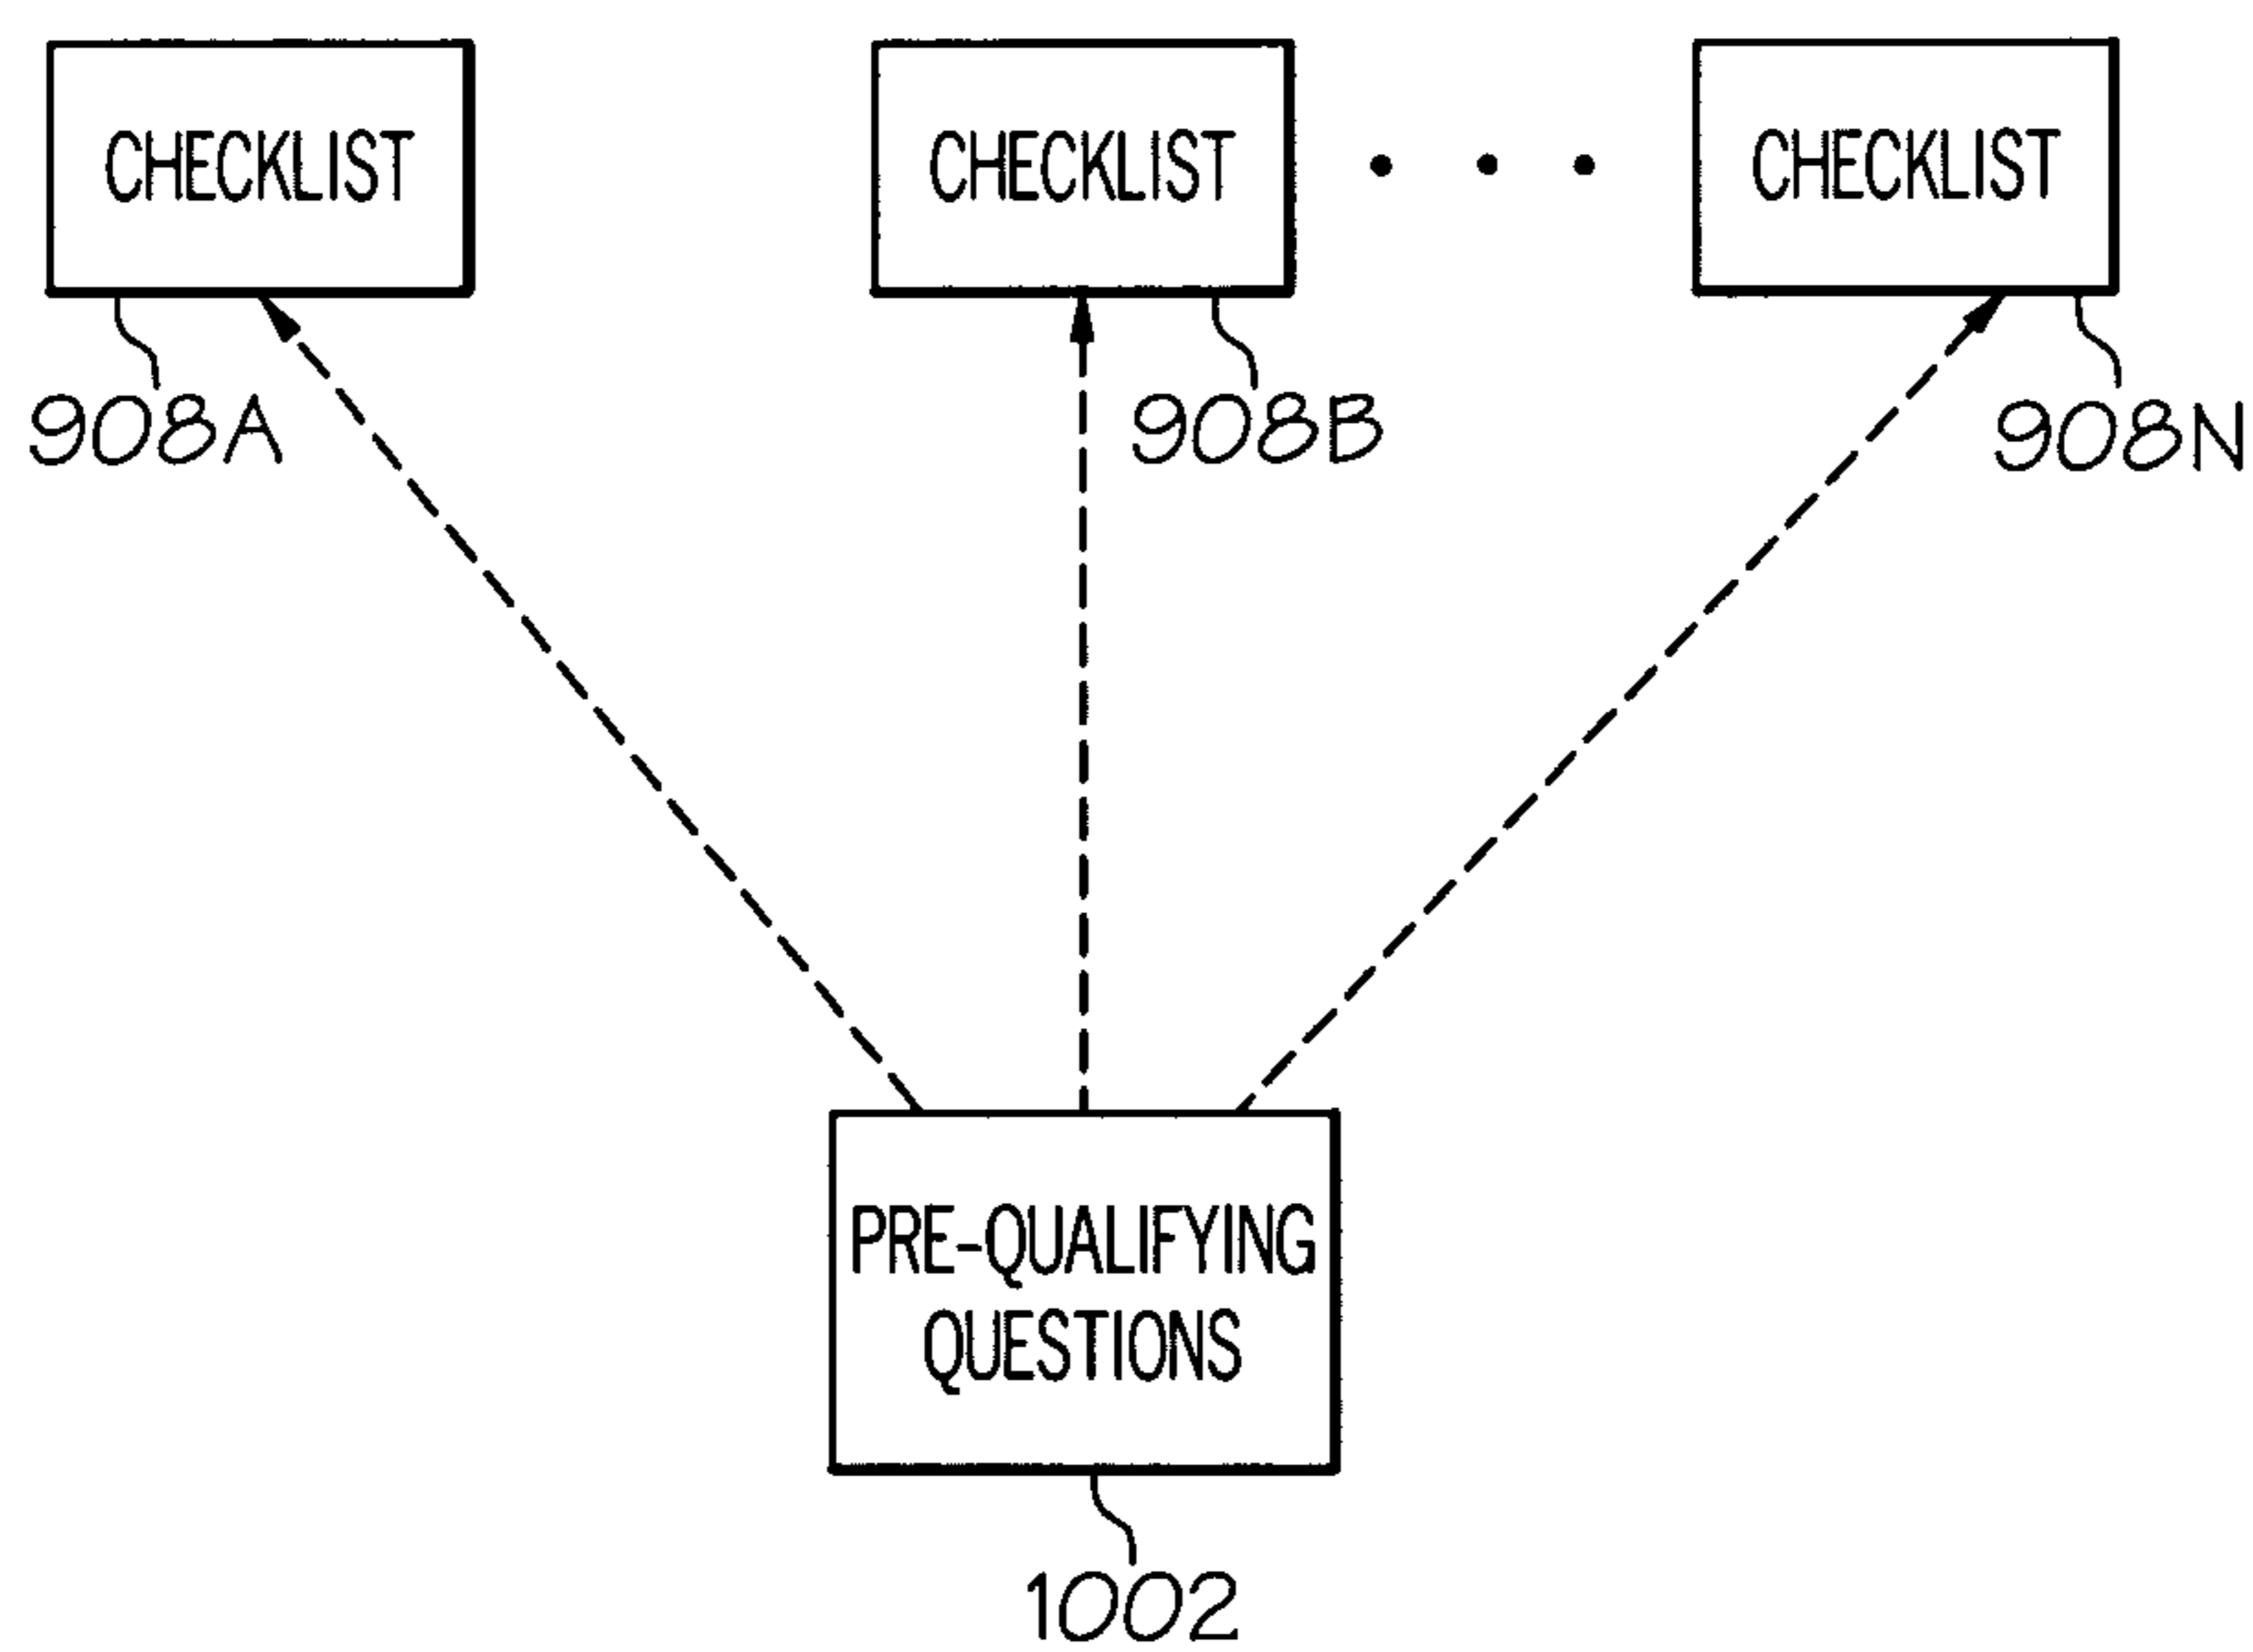 CHECKLIST
CHECKLIST
CHECKLIST
908A
908B
908N
PRE-QUALIFYING
QUESTIONS
1002